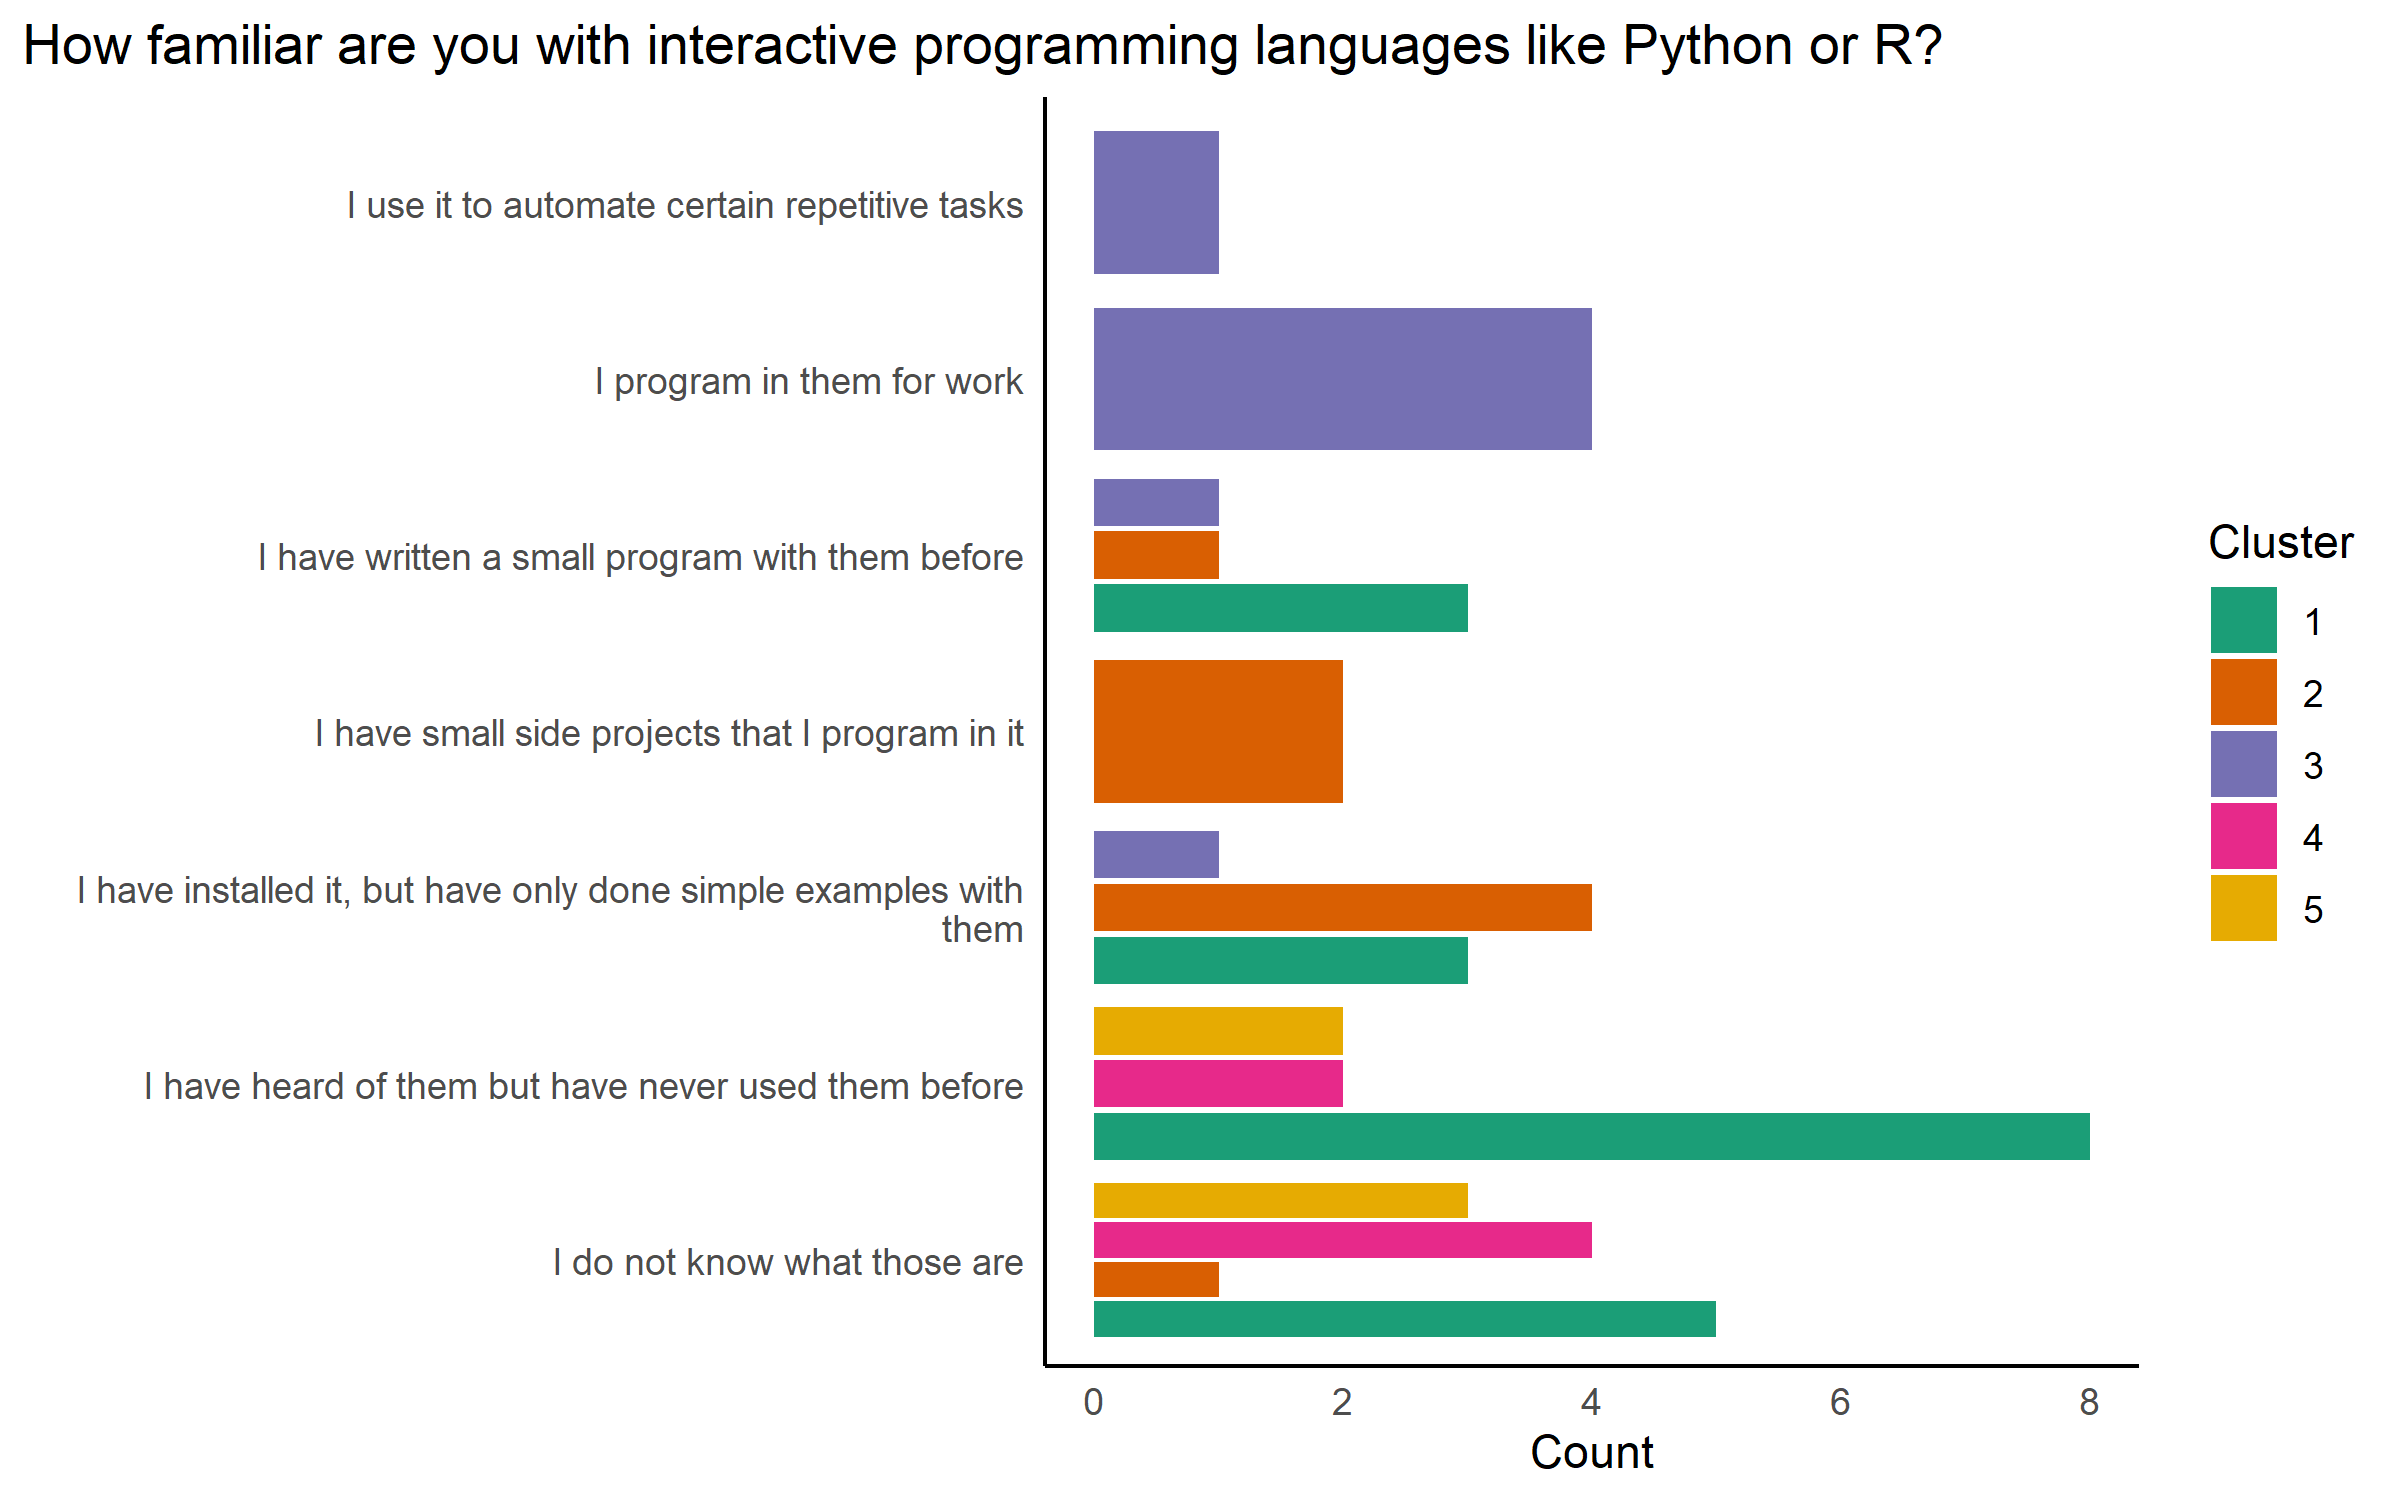 How familiar are you with interactive programming languages like Python or R?
I use it to automate certain repetitive tasks
I program in them for work
I have written a small program with them before
I have small side projects that I program in it
I have installed it, but have only done simple examples with
them
I have heard of them but have never used them before
I do not know what those are
0 2 4 6 8
Count
Cluster
1
2
3
4
5